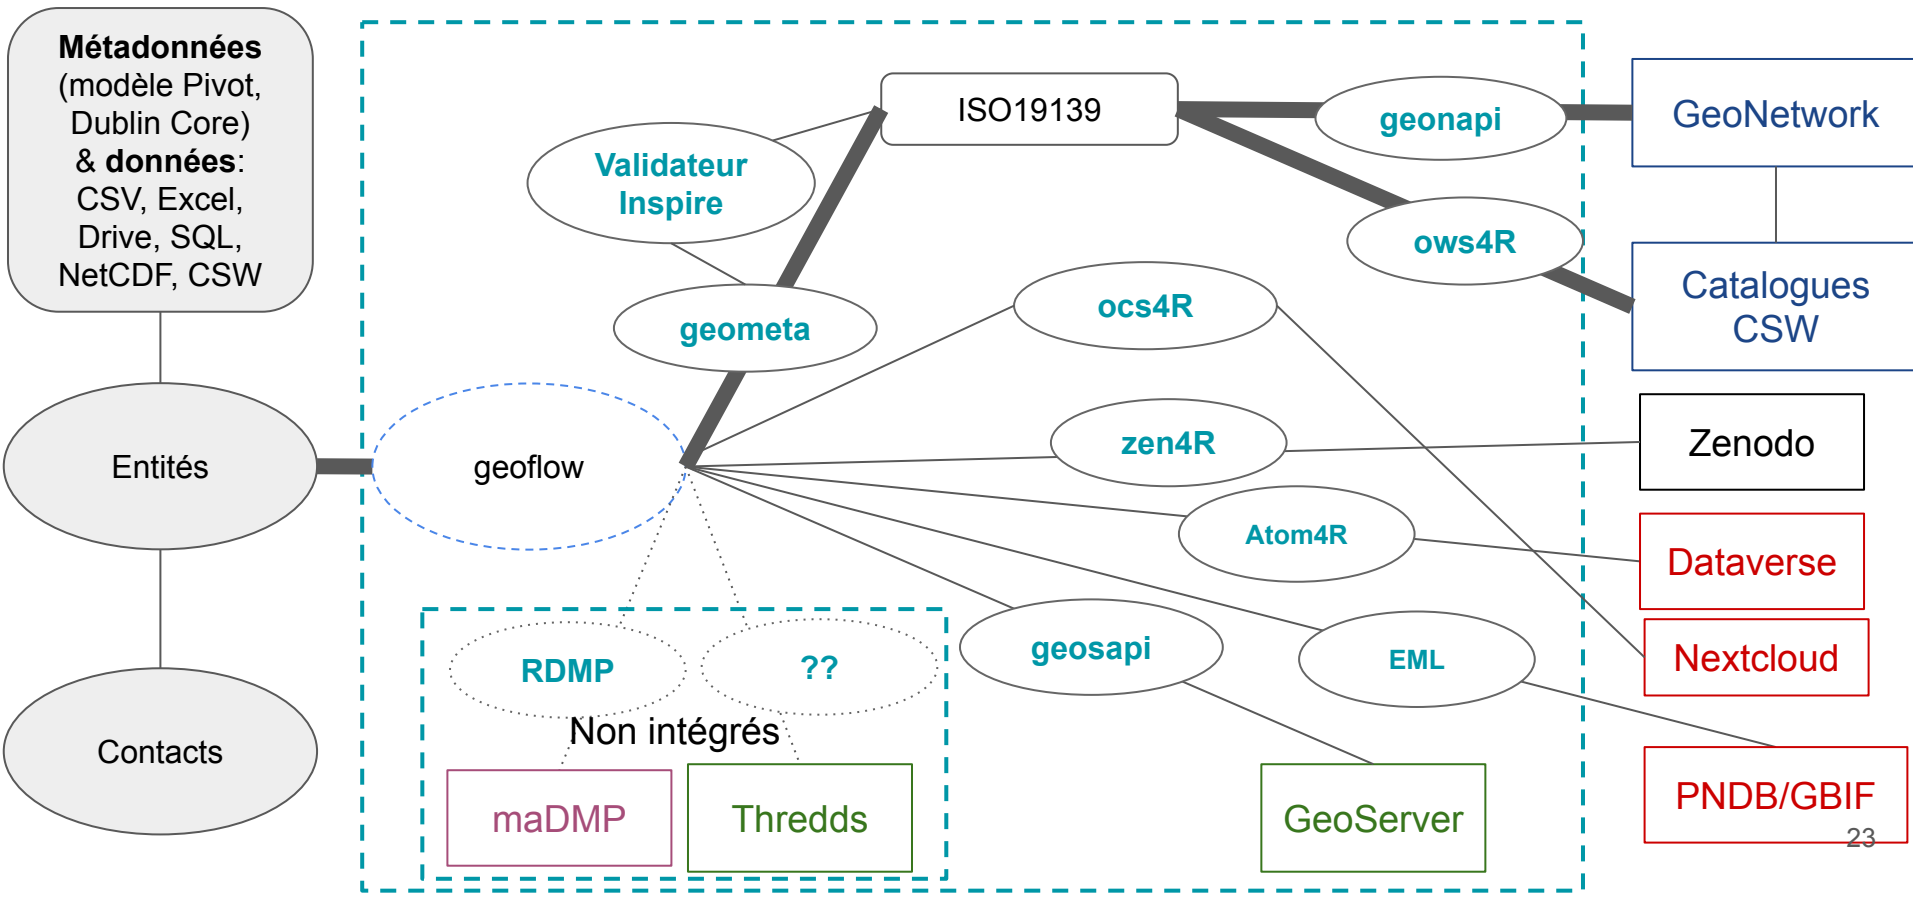 Métadonnées
(modèle Pivot,
Dublin Core)
& données:
CSV, Excel,
Drive, SQL,
NetCDF, CSW
Entités
Contacts
geoflow
Validateur
Inspire
geometa
ISO19139
geonapi
ows4R
ocs4R
zen4R
Atom4R
geosapi
EML
RDMP
??
Non intégrés
maDMP
Thredds
GeoServer
GeoNetwork
Catalogues
CSW
Zenodo
Dataverse
Nextcloud
PNDB/GBIF
23